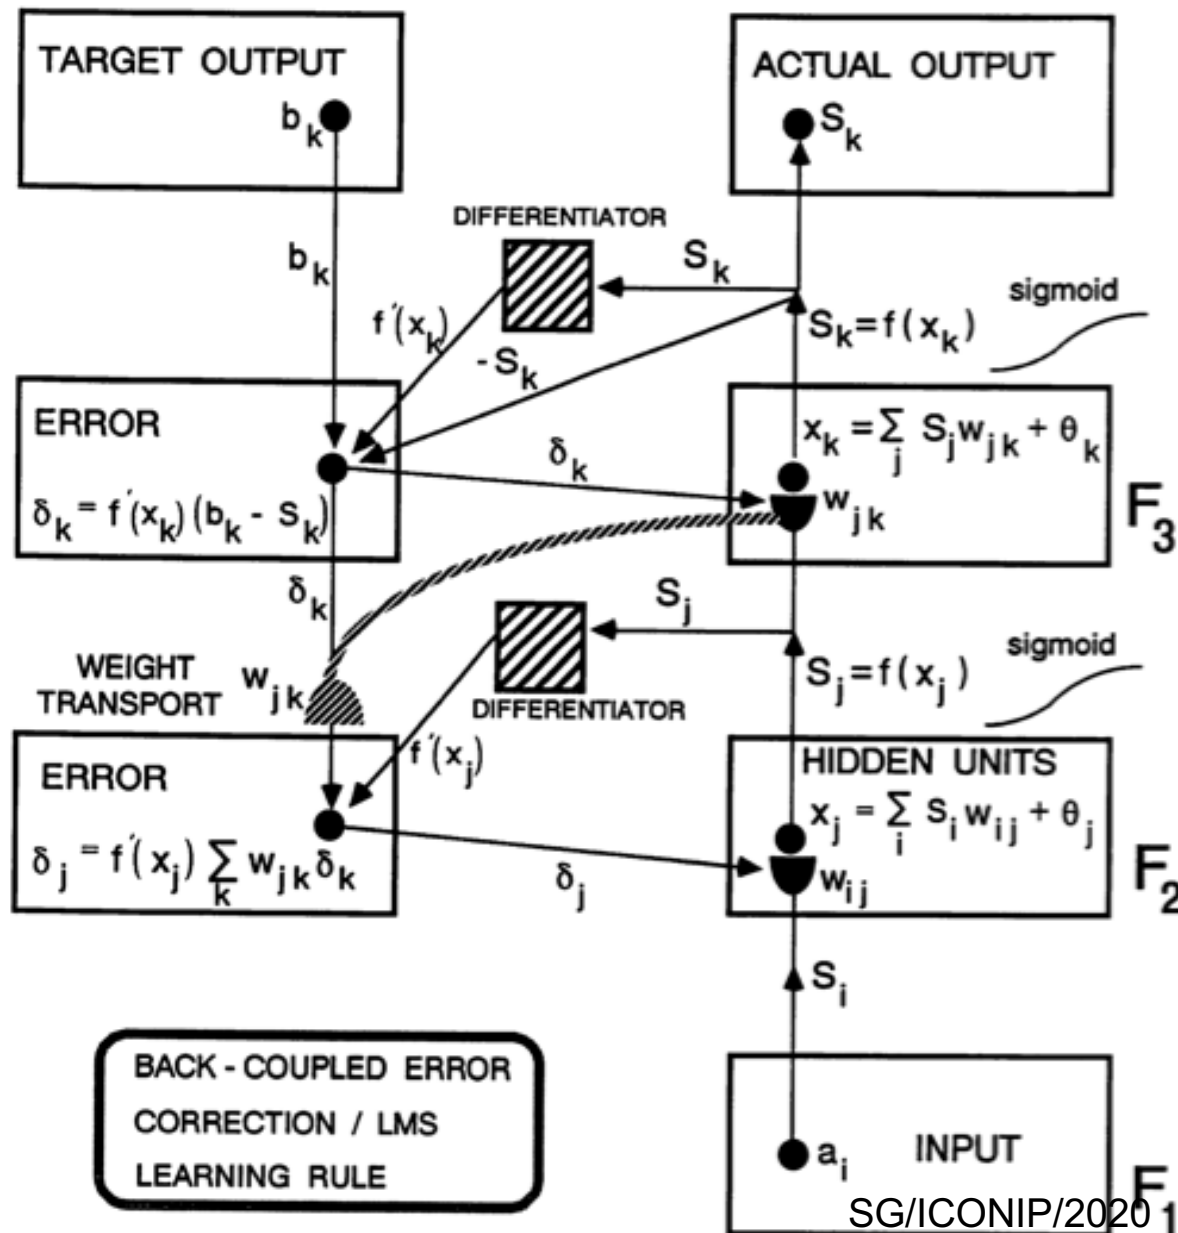 TARGET OUTPUT
b_k
ACTUAL OUTPUT
S_k
DIFFERENTIATOR
b_k
S_k
sigmoid
f'(x_k)
-S_k
S_k=f(x_k)
ERROR
δ_k = f'(x_k)(b_k - S_k)
δ_k
x_k = Σ_j S_j w_jk + θ_k
w_jk
F_3
δ_k
S_j
sigmoid
WEIGHT
TRANSPORT
w_jk
DIFFERENTIATOR
S_j=f(x_j)
f'(x_j)
ERROR
δ_j = f'(x_j) Σ_k w_jk δ_k
δ_j
HIDDEN UNITS
x_j = Σ_i S_i w_ij + θ_j
w_ij
F_2
S_i
BACK - COUPLED ERROR
CORRECTION / LMS
LEARNING RULE
a_i
INPUT
F_1
SG/ICONIP/2020